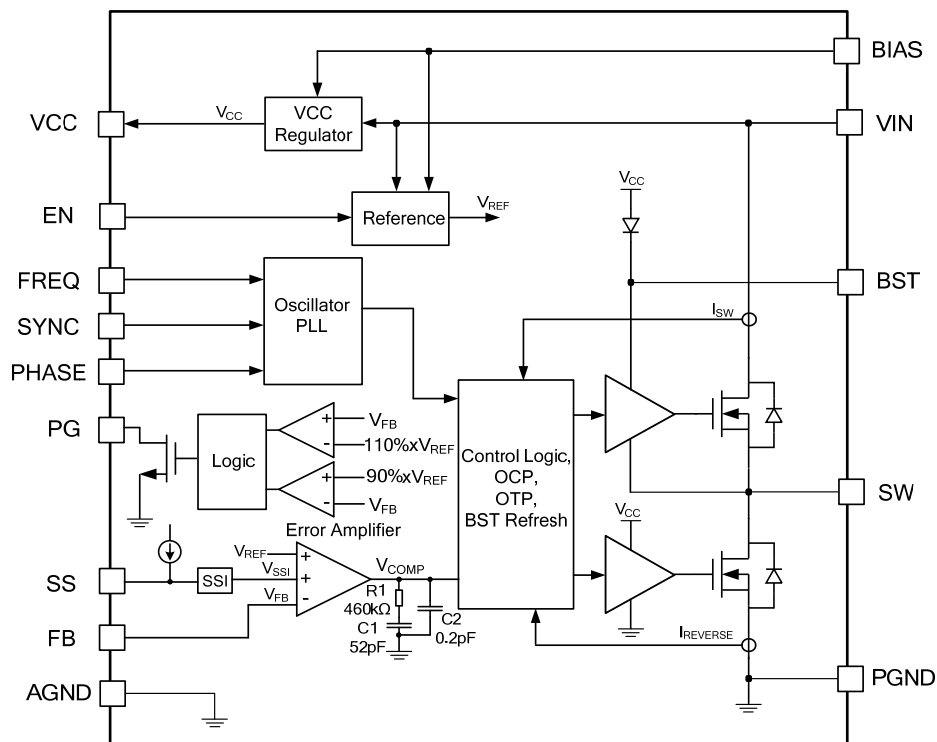 BIAS
VCC
VCC
VCC
Regulator
VIN
EN
Reference
VREF
VCC
FREQ
SYNC
PHASE
Oscillator
PLL
BST
ISW
PG
Logic
+
-
VFB
110%xVREF
+
-
90%xVREF
VFB
Control Logic,
OCP,
OTP,
BST Refresh
SW
Error Amplifier
VCC
SS
SSI
VREF
VSSI
VFB
+
+
-
VCOMP
R1
460kΩ
C1
52pF
C2
0.2pF
FB
IREVERSE
AGND
PGND